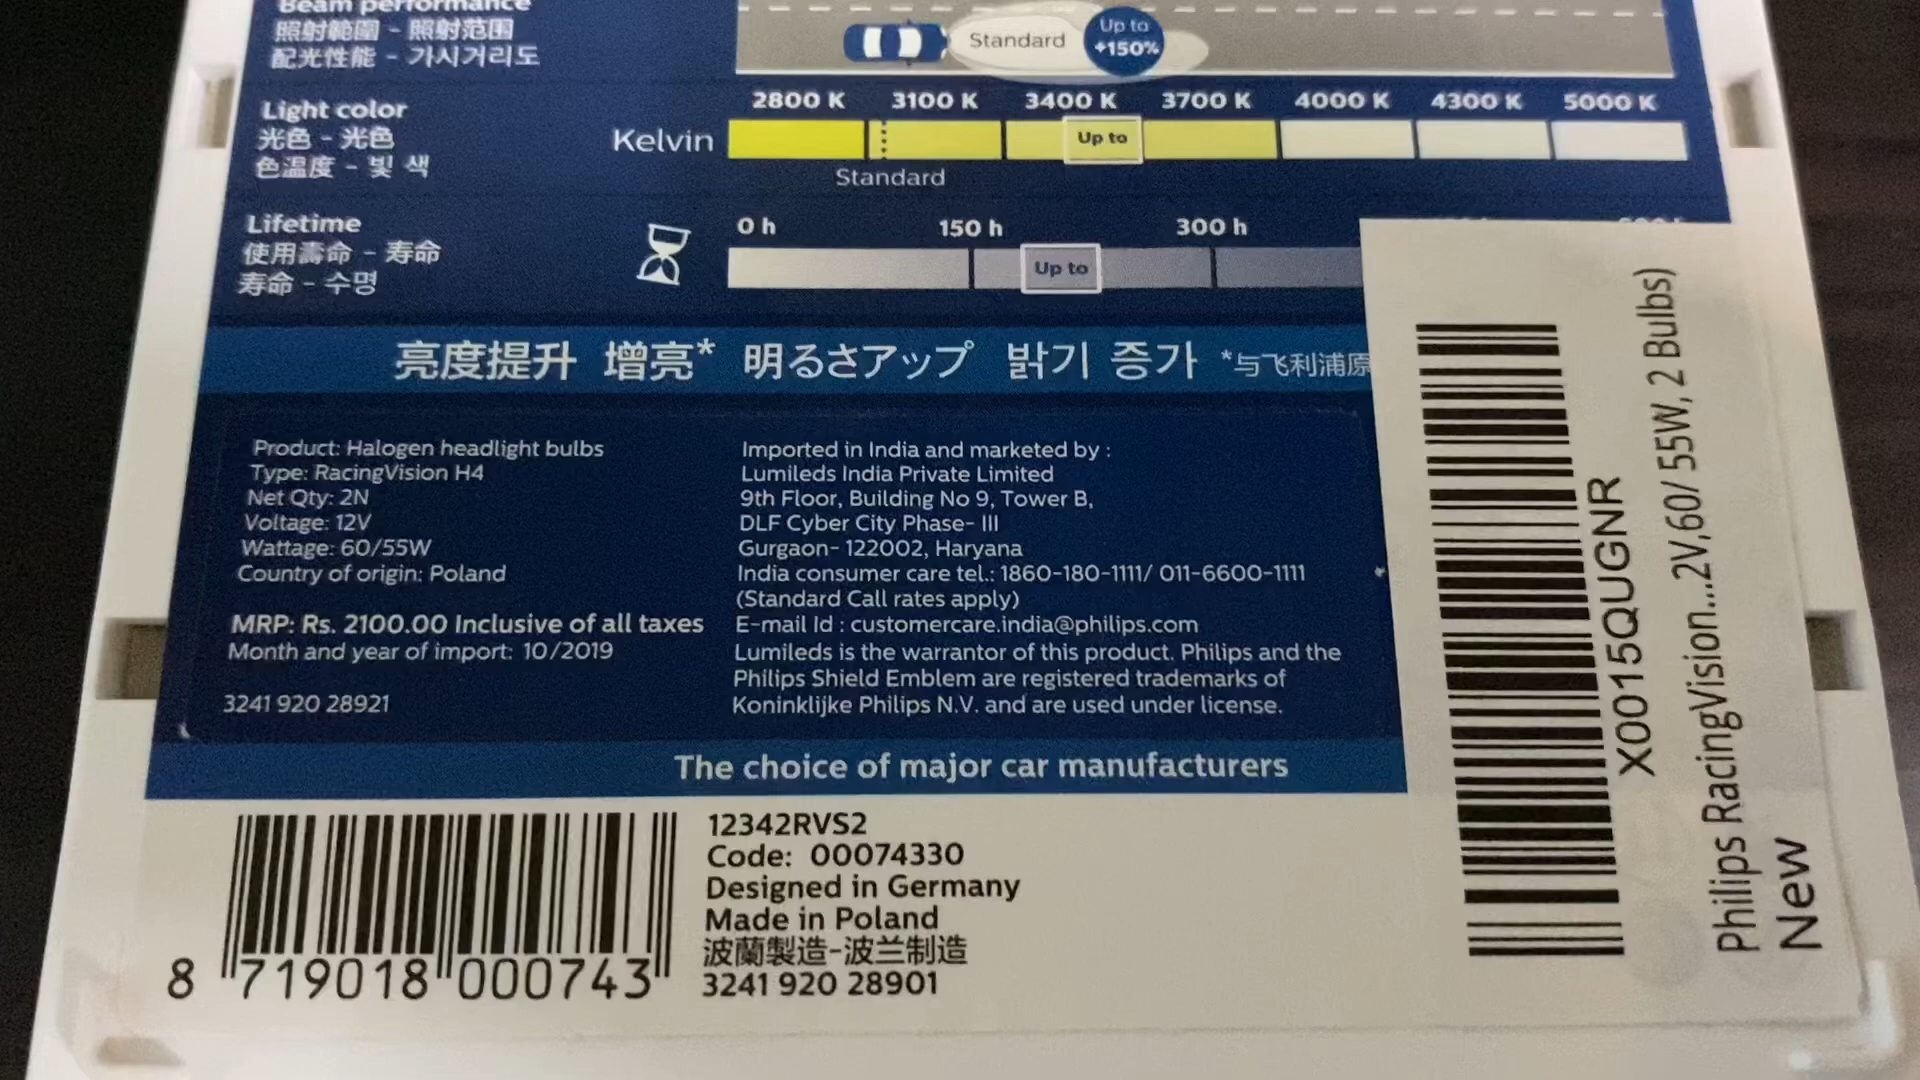 Beam performance
照射範圍 - 照射范围
配光性能 - 가시거리도
Standard
Up to
+150%
Light color
光色 - 光色
色温度 - 빛 색
Kelvin
2800 K 3100 K 3400 K 3700 K 4000 K 4300 K 5000 K
Up to
Standard
Lifetime
使用壽命 - 寿命
寿命 - 수명
0 h 150 h 300 h
Up to
亮度提升 增亮* 明るさアップ 밝기 증가 *与飞利浦原
Product: Halogen headlight bulbs
Type: RacingVision H4
Net Qty: 2N
Voltage: 12V
Wattage: 60/55W
Country of origin: Poland
MRP: Rs. 2100.00 Inclusive of all taxes
Month and year of import: 10/2019
3241 920 28921
Imported in India and marketed by :
Lumileds India Private Limited
9th Floor, Building No 9, Tower B,
DLF Cyber City Phase- III
Gurgaon- 122002, Haryana
India consumer care tel.: 1860-180-1111/ 011-6600-1111
(Standard Call rates apply)
E-mail Id : customercare.india@philips.com
Lumileds is the warrantor of this product. Philips and the
Philips Shield Emblem are registered trademarks of
Koninklijke Philips N.V. and are used under license.
The choice of major car manufacturers
8 719018 000743
12342RVS2
Code: 00074330
Designed in Germany
Made in Poland
波蘭製造-波兰制造
3241 920 28901
X0015QUGNR
Philips RacingVision...2V,60/ 55W, 2 Bulbs)
New